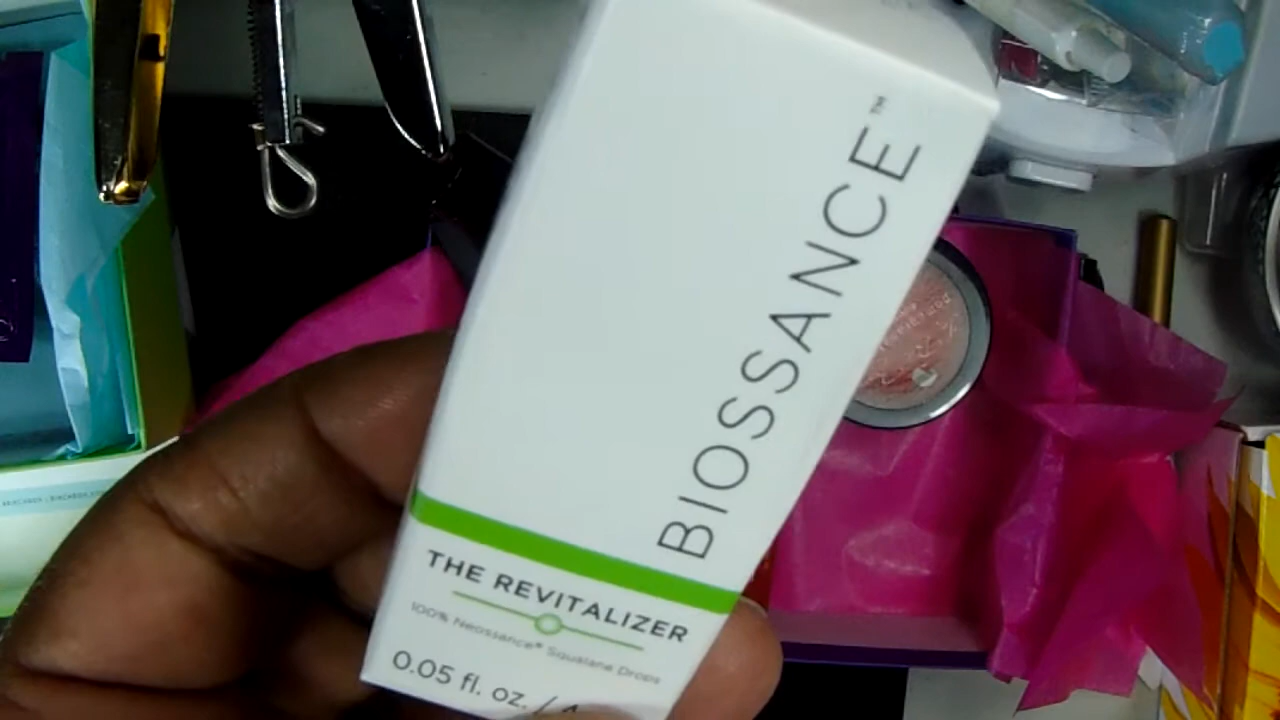 BIOSSANCE™
THE REVITALIZER
100% Neossance® Squalane Drops
0.05 fl. oz. /